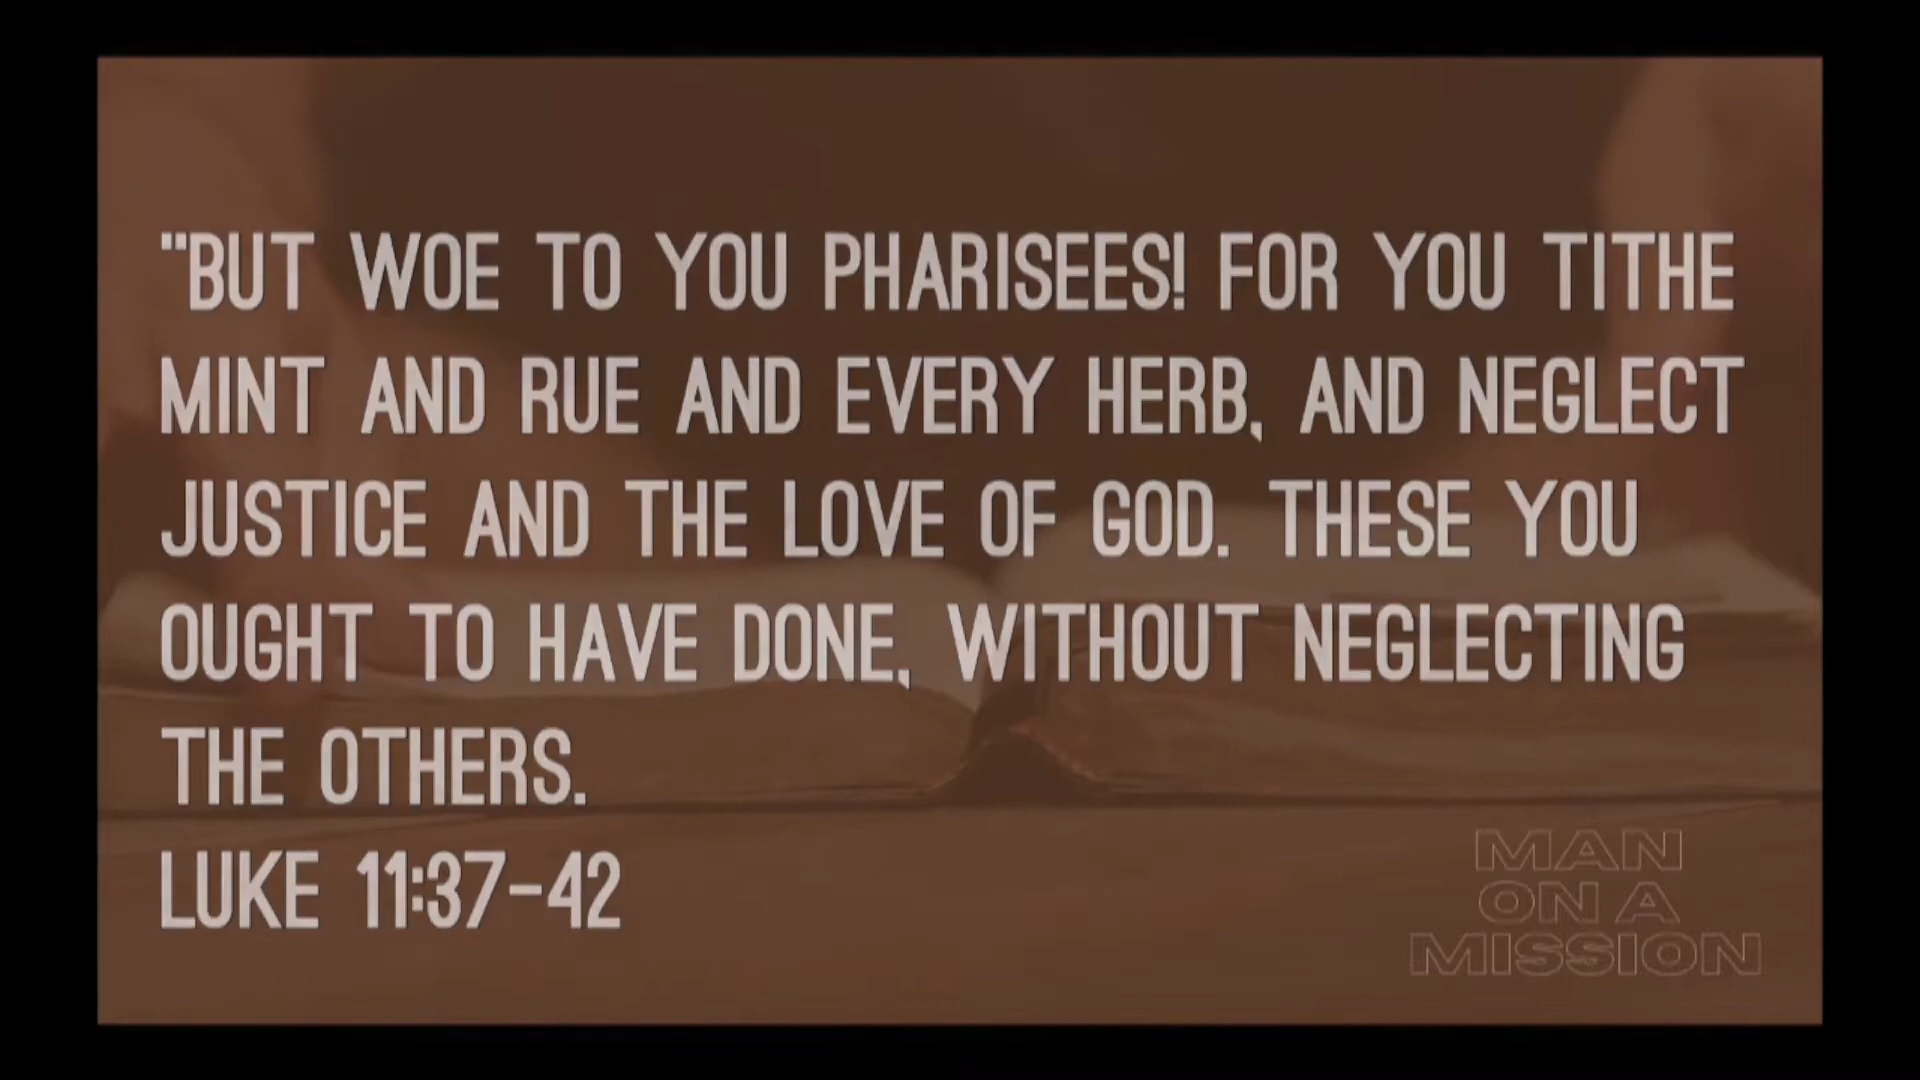 "BUT WOE TO YOU PHARISEES! FOR YOU TITHE
MINT AND RUE AND EVERY HERB, AND NEGLECT
JUSTICE AND THE LOVE OF GOD. THESE YOU
OUGHT TO HAVE DONE, WITHOUT NEGLECTING
THE OTHERS.
LUKE 11:37-42
MAN
ON A
MISSION